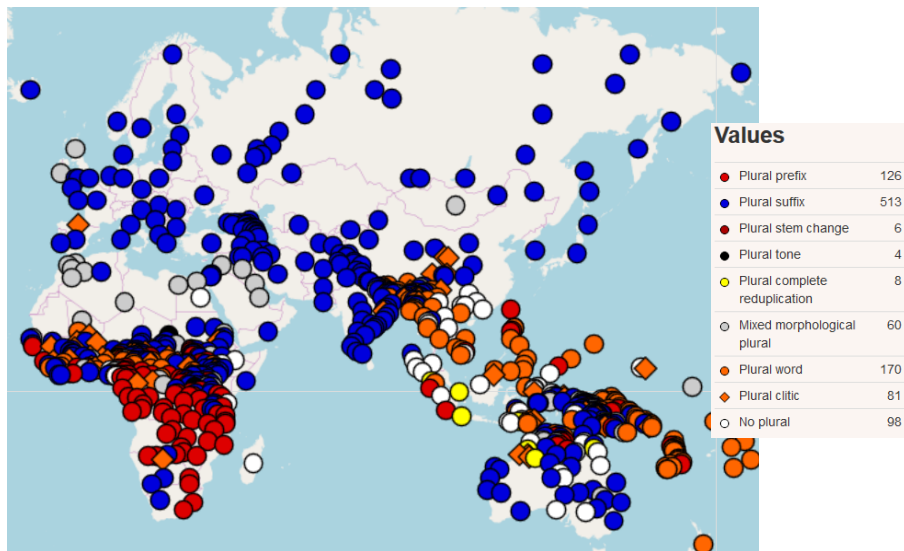 Values
Plural prefix 126
Plural suffix 513
Plural stem change 6
Plural tone 4
Plural complete 8
reduplication
Mixed morphological 60
plural
Plural word 170
Plural clitic 81
No plural 98